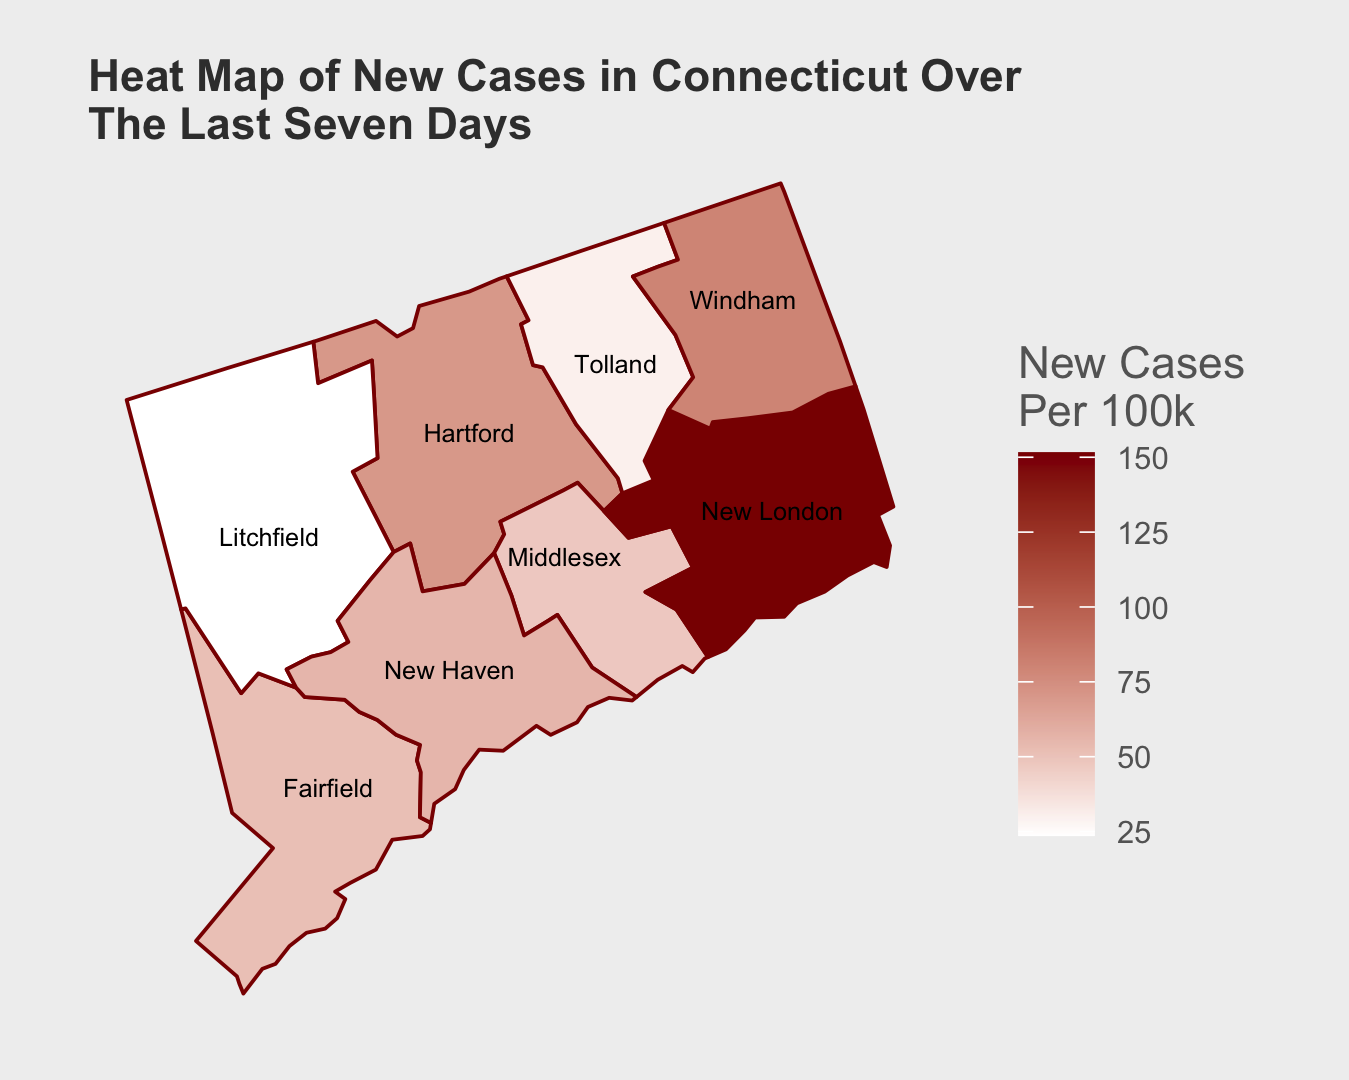 Heat Map of New Cases in Connecticut Over
The Last Seven Days
Windham
Tolland
Hartford
New London
Litchfield
Middlesex
New Haven
Fairfield
New Cases
Per 100k
150
125
100
75
50
25